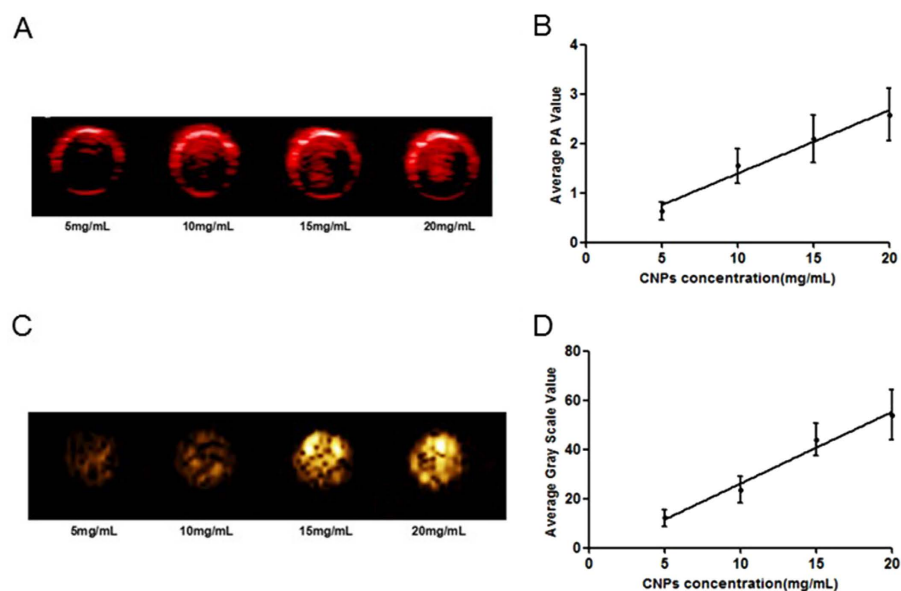 A
5mg/mL 10mg/mL 15mg/mL 20mg/mL
B
Average PA Value
4
3
2
1
0
0 5 10 15 20
CNPs concentration(mg/mL)
C
5mg/mL 10mg/mL 15mg/mL 20mg/mL
D
Average Gray Scale Value
80
60
40
20
0
0 5 10 15 20
CNPs concentration(mg/mL)